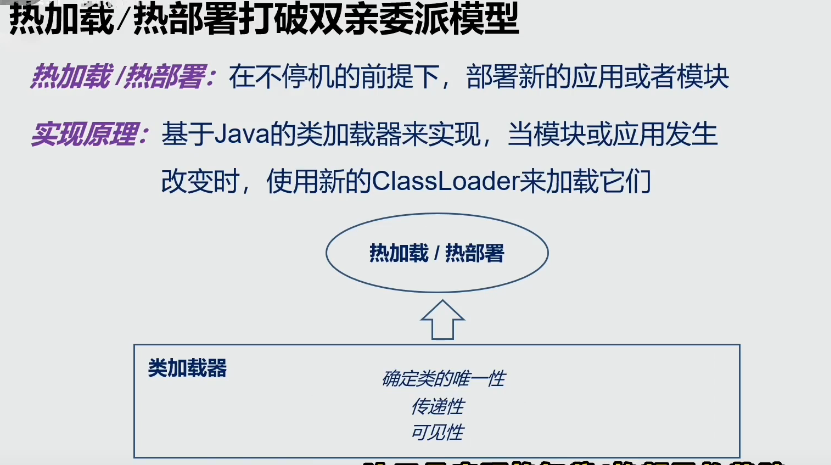 热加载/热部署打破双亲委派模型
热加载/热部署：在不停机的前提下，部署新的应用或者模块
实现原理：基于Java的类加载器来实现，当模块或应用发生
改变时，使用新的ClassLoader来加载它们
热加载 / 热部署
类加载器
确定类的唯一性
传递性
可见性